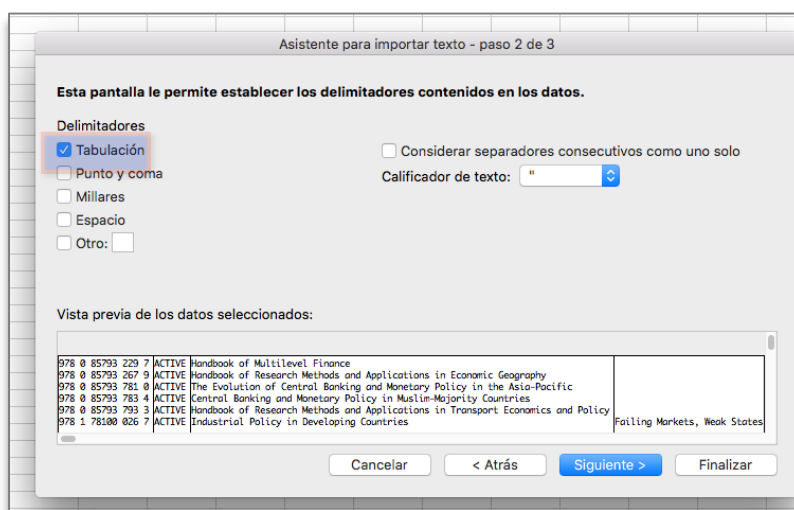 Asistente para importar texto - paso 2 de 3
Esta pantalla le permite establecer los delimitadores contenidos en los datos.
Delimitadores
Tabulación
Considerar separadores consecutivos como uno solo
Punto y coma
Calificador de texto: "
Millares
Espacio
Otro:
Vista previa de los datos seleccionados:
978 0 85793 229 7 ACTIVE Handbook of Multilevel Finance
978 0 85793 267 9 ACTIVE Handbook of Research Methods and Applications in Economic Geography
978 0 85793 781 0 ACTIVE The Evolution of Central Banking and Monetary Policy in the Asia-Pacific
978 0 85793 783 4 ACTIVE Central Banking and Monetary Policy in Muslim-Majority Countries
978 0 85793 793 3 ACTIVE Handbook of Research Methods and Applications in Transport Economics and Policy
978 1 78100 026 7 ACTIVE Industrial Policy in Developing Countries Failing Markets, Weak States
Cancelar < Atrás Siguiente > Finalizar